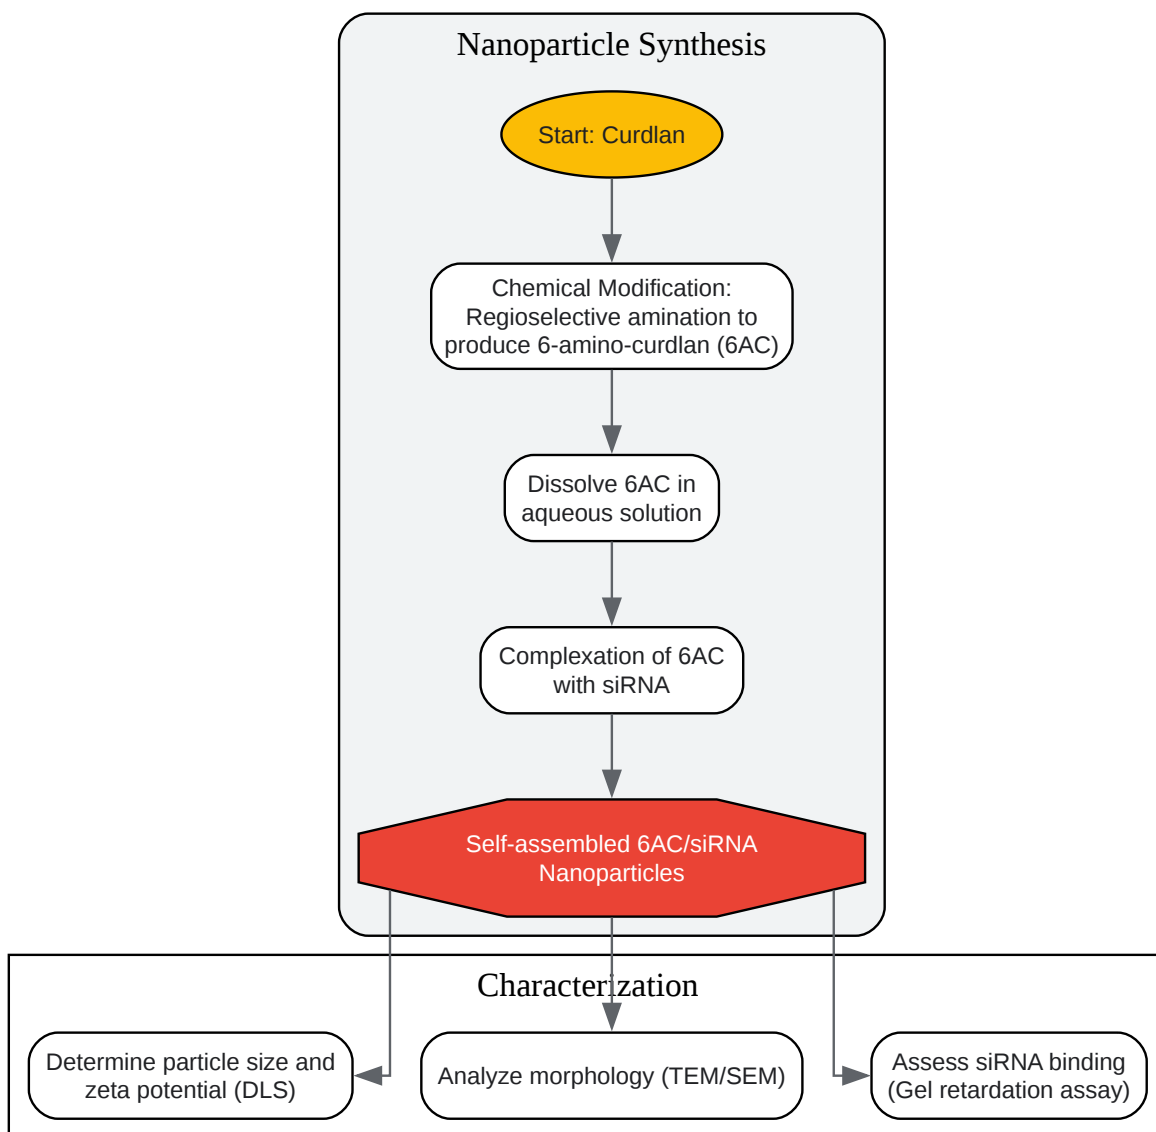 Nanoparticle Synthesis
Start: Curdlan
Chemical Modification:
Regioselective amination to
produce 6-amino-curdlan (6AC)
Dissolve 6AC in
aqueous solution
Complexation of 6AC
with siRNA
Self-assembled 6AC/siRNA
Nanoparticles
Characterization
Determine particle size and
zeta potential (DLS)
Analyze morphology (TEM/SEM)
Assess siRNA binding
(Gel retardation assay)